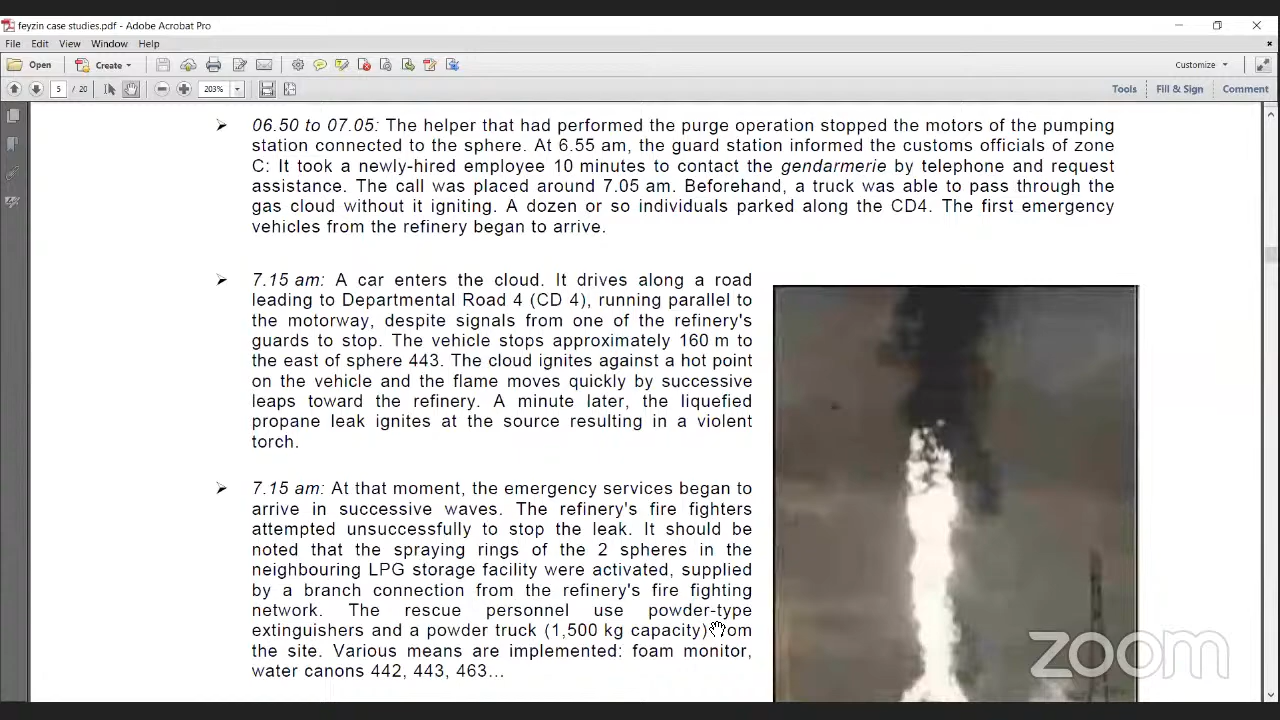 feyzin case studies.pdf - Adobe Acrobat Pro
File Edit View Window Help
Open Create Customize
5 / 20 203% Tools Fill & Sign Comment
➢ 06.50 to 07.05: The helper that had performed the purge operation stopped the motors of the pumping
station connected to the sphere. At 6.55 am, the guard station informed the customs officials of zone
C: It took a newly-hired employee 10 minutes to contact the gendarmerie by telephone and request
assistance. The call was placed around 7.05 am. Beforehand, a truck was able to pass through the
gas cloud without it igniting. A dozen or so individuals parked along the CD4. The first emergency
vehicles from the refinery began to arrive.
➢ 7.15 am: A car enters the cloud. It drives along a road
leading to Departmental Road 4 (CD 4), running parallel to
the motorway, despite signals from one of the refinery's
guards to stop. The vehicle stops approximately 160 m to
the east of sphere 443. The cloud ignites against a hot point
on the vehicle and the flame moves quickly by successive
leaps toward the refinery. A minute later, the liquefied
propane leak ignites at the source resulting in a violent
torch.
➢ 7.15 am: At that moment, the emergency services began to
arrive in successive waves. The refinery's fire fighters
attempted unsuccessfully to stop the leak. It should be
noted that the spraying rings of the 2 spheres in the
neighbouring LPG storage facility were activated, supplied
by a branch connection from the refinery's fire fighting
network. The rescue personnel use powder-type
extinguishers and a powder truck (1,500 kg capacity) from
the site. Various means are implemented: foam monitor,
water canons 442, 443, 463...
zoom